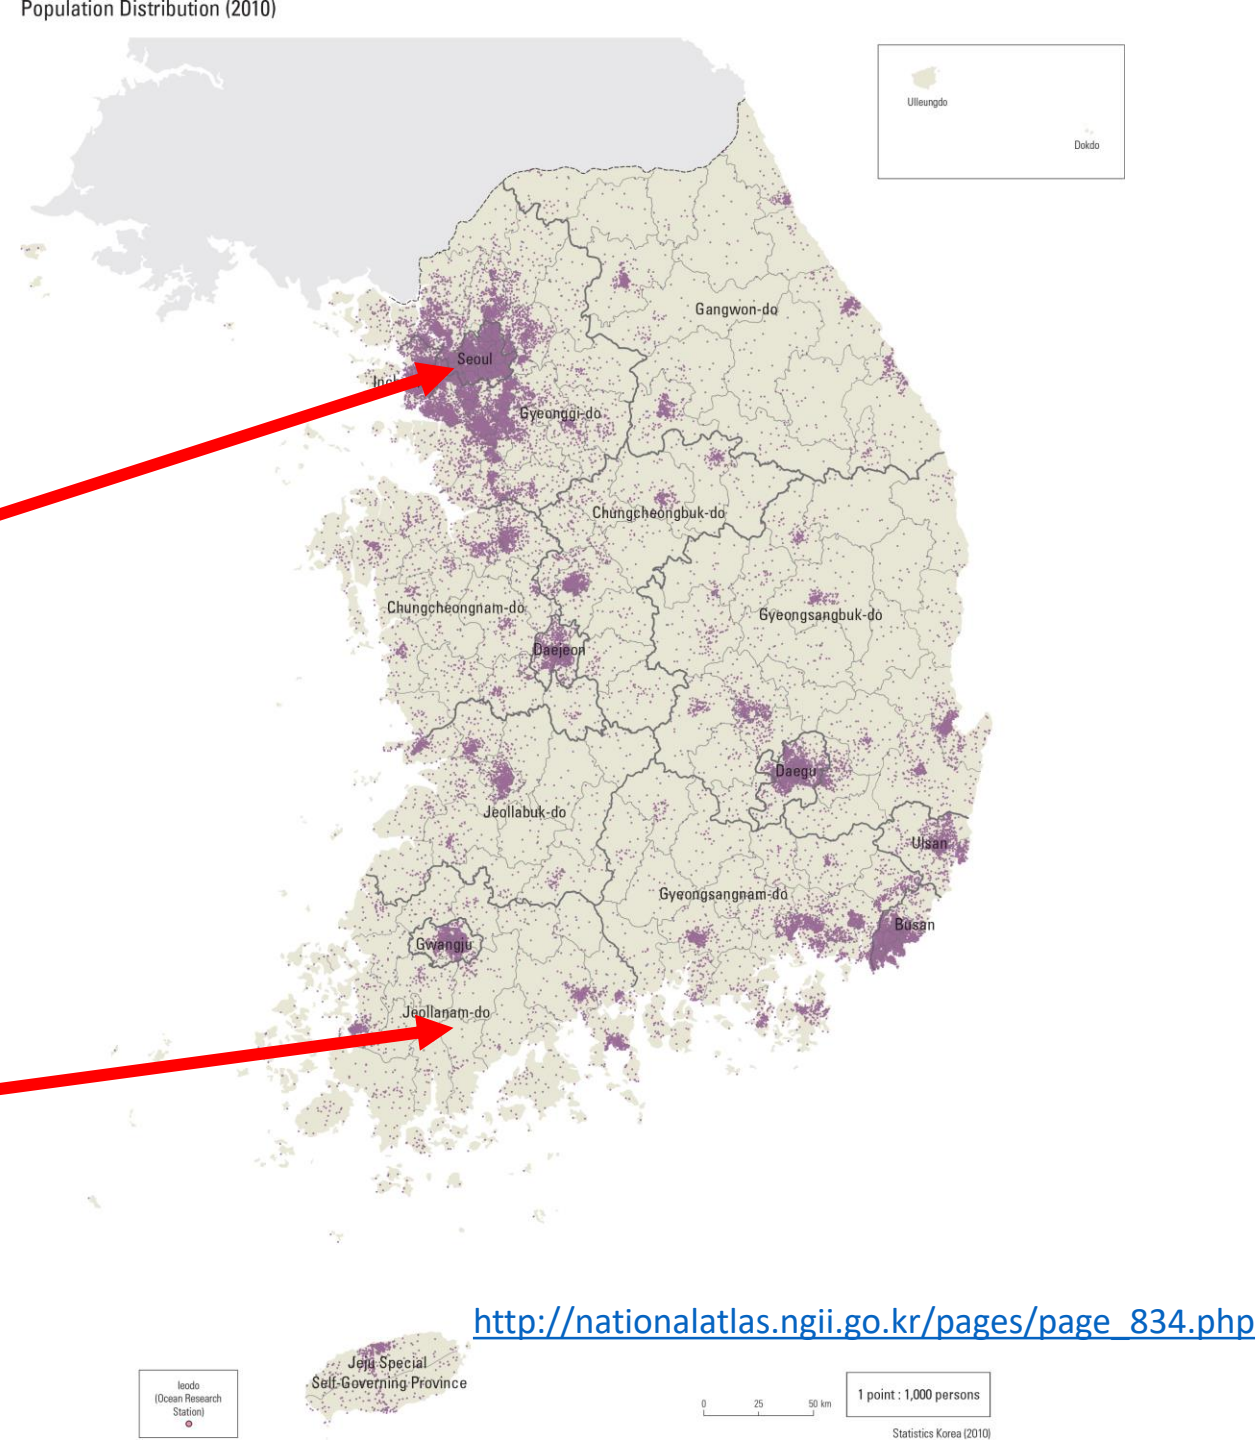 Population Distribution (2010)
Ulleungdo
Dokdo
Gangwon-do
Seoul
Gyeonggi-do
Chungcheongbuk-do
Chungcheongnam-do
Gyeongsangbuk-do
Daejeon
Daegu
Jeollabuk-do
Ulsan
Gyeongsangnam-do
Busan
Gwangju
Jeollanam-do
http://nationalatlas.ngii.go.kr/pages/page_834.php
Jeju Special
Self-Governing Province
Ieodo
(Ocean Research
Station)
0 25 50 km
1 point : 1,000 persons
Statistics Korea (2010)